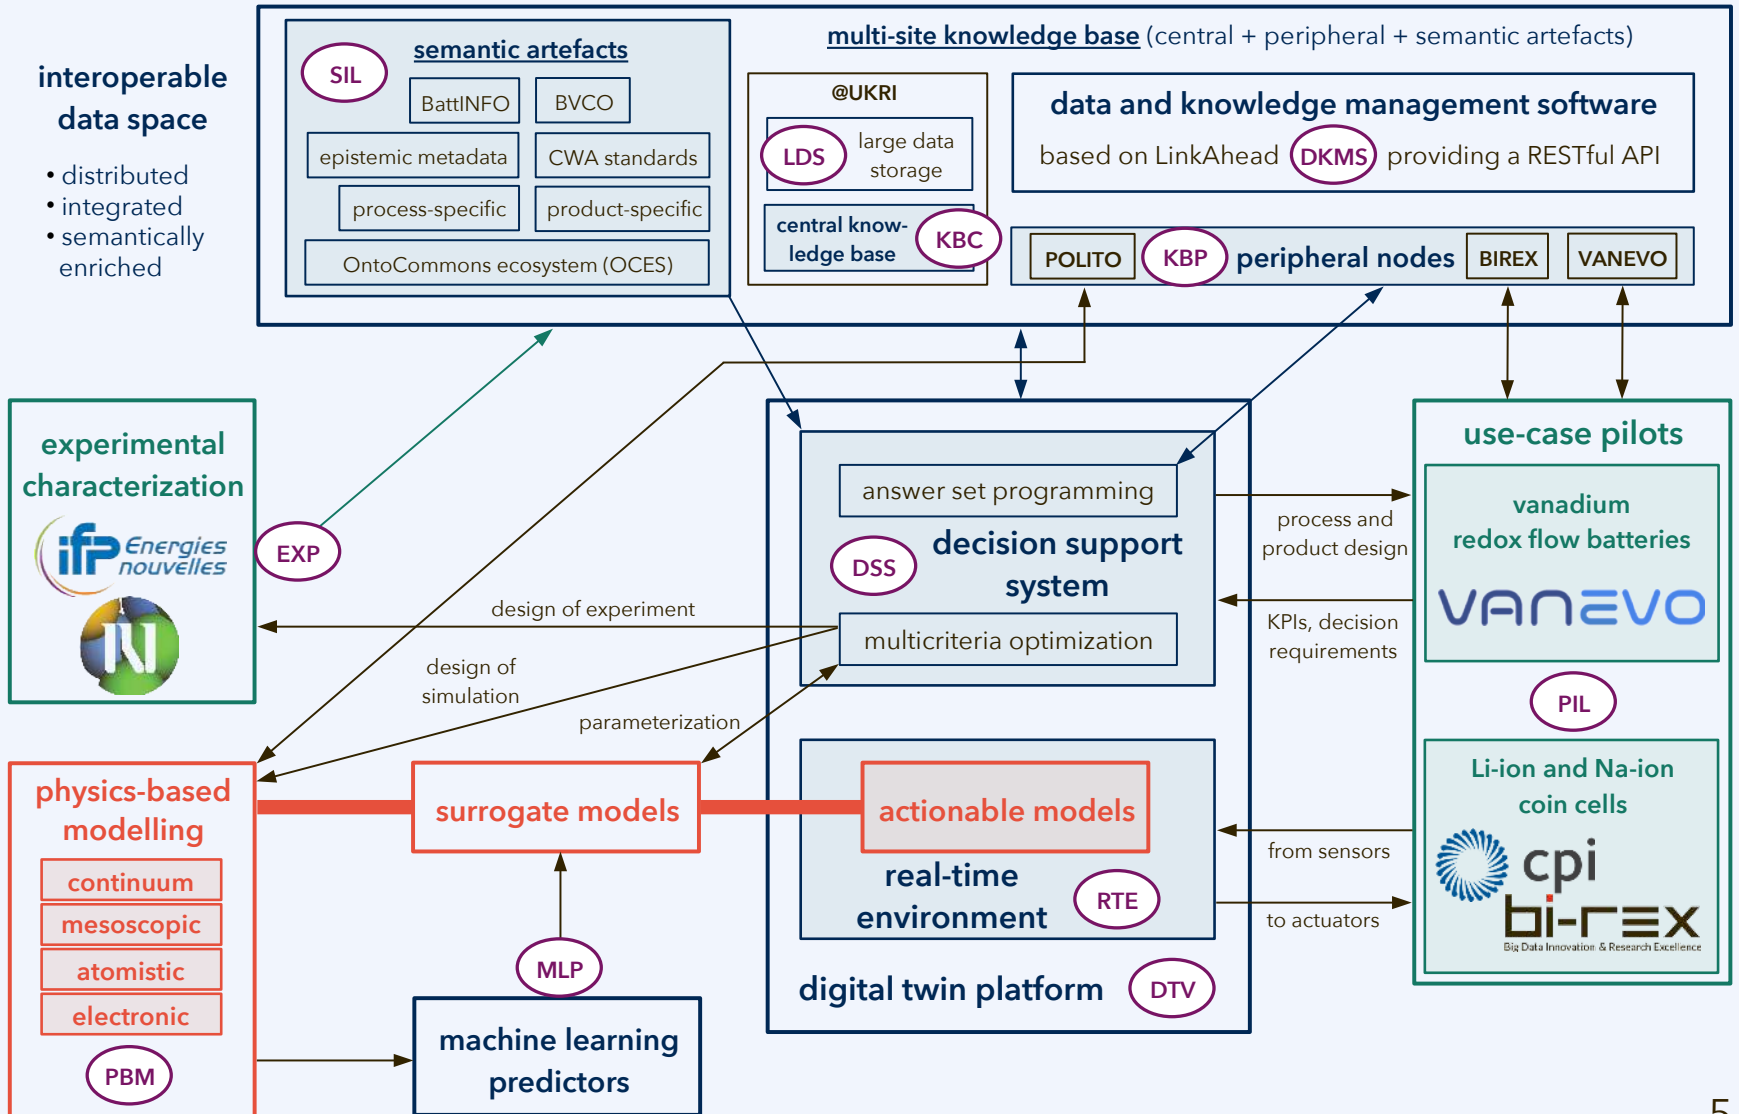 interoperable
data space
• distributed
• integrated
• semantically
enriched
semantic artefacts
SIL
BattINFO
BVCO
epistemic metadata
CWA standards
process-specific
product-specific
OntoCommons ecosystem (OCES)
multi-site knowledge base (central + peripheral + semantic artefacts)
@UKRI
LDS
large data
storage
central know-
ledge base
KBC
data and knowledge management software
based on LinkAhead DKMS providing a RESTful API
POLITO KBP peripheral nodes BIREX VANEVO
experimental
characterization
ifp Energies
nouvelles
EXP
N
answer set programming
DSS
decision support
system
multicriteria optimization
design of experiment
design of
simulation
parameterization
process and
product design
KPIs, decision
requirements
use-case pilots
vanadium
redox flow batteries
VANEVO
PIL
Li-ion and Na-ion
coin cells
cpi
bi-rex
Big Data Innovation & Research Excellence
physics-based
modelling
continuum
mesoscopic
atomistic
electronic
PBM
surrogate models
MLP
machine learning
predictors
actionable models
real-time
environment
RTE
digital twin platform
DTV
from sensors
to actuators
5